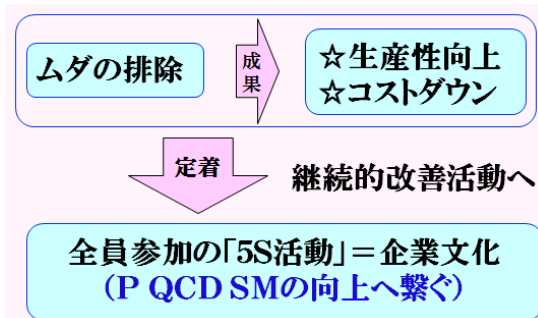 ムダの排除
成果
☆生産性向上
☆コストダウン
定着
継続的改善活動へ
全員参加の「5S活動」＝企業文化
（P QCD SMの向上へ繋ぐ）